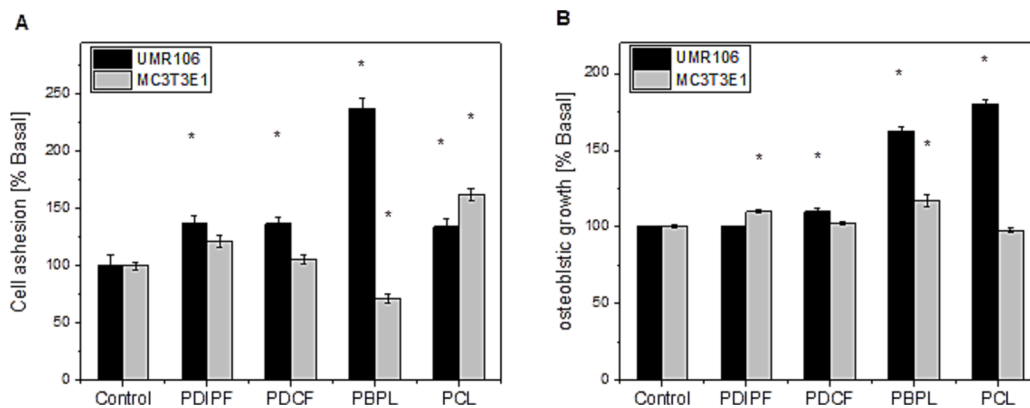 A
UMR106
MC3T3E1
Cell ashesion [% Basal]
250
200
150
100
50
0
* * * * * *
Control PDIPF PDCF PBPL PCL
B
UMR106
MC3T3E1
osteoblstic growth [% Basal]
200
150
100
50
0
* * * * *
Control PDIPF PDCF PBPL PCL